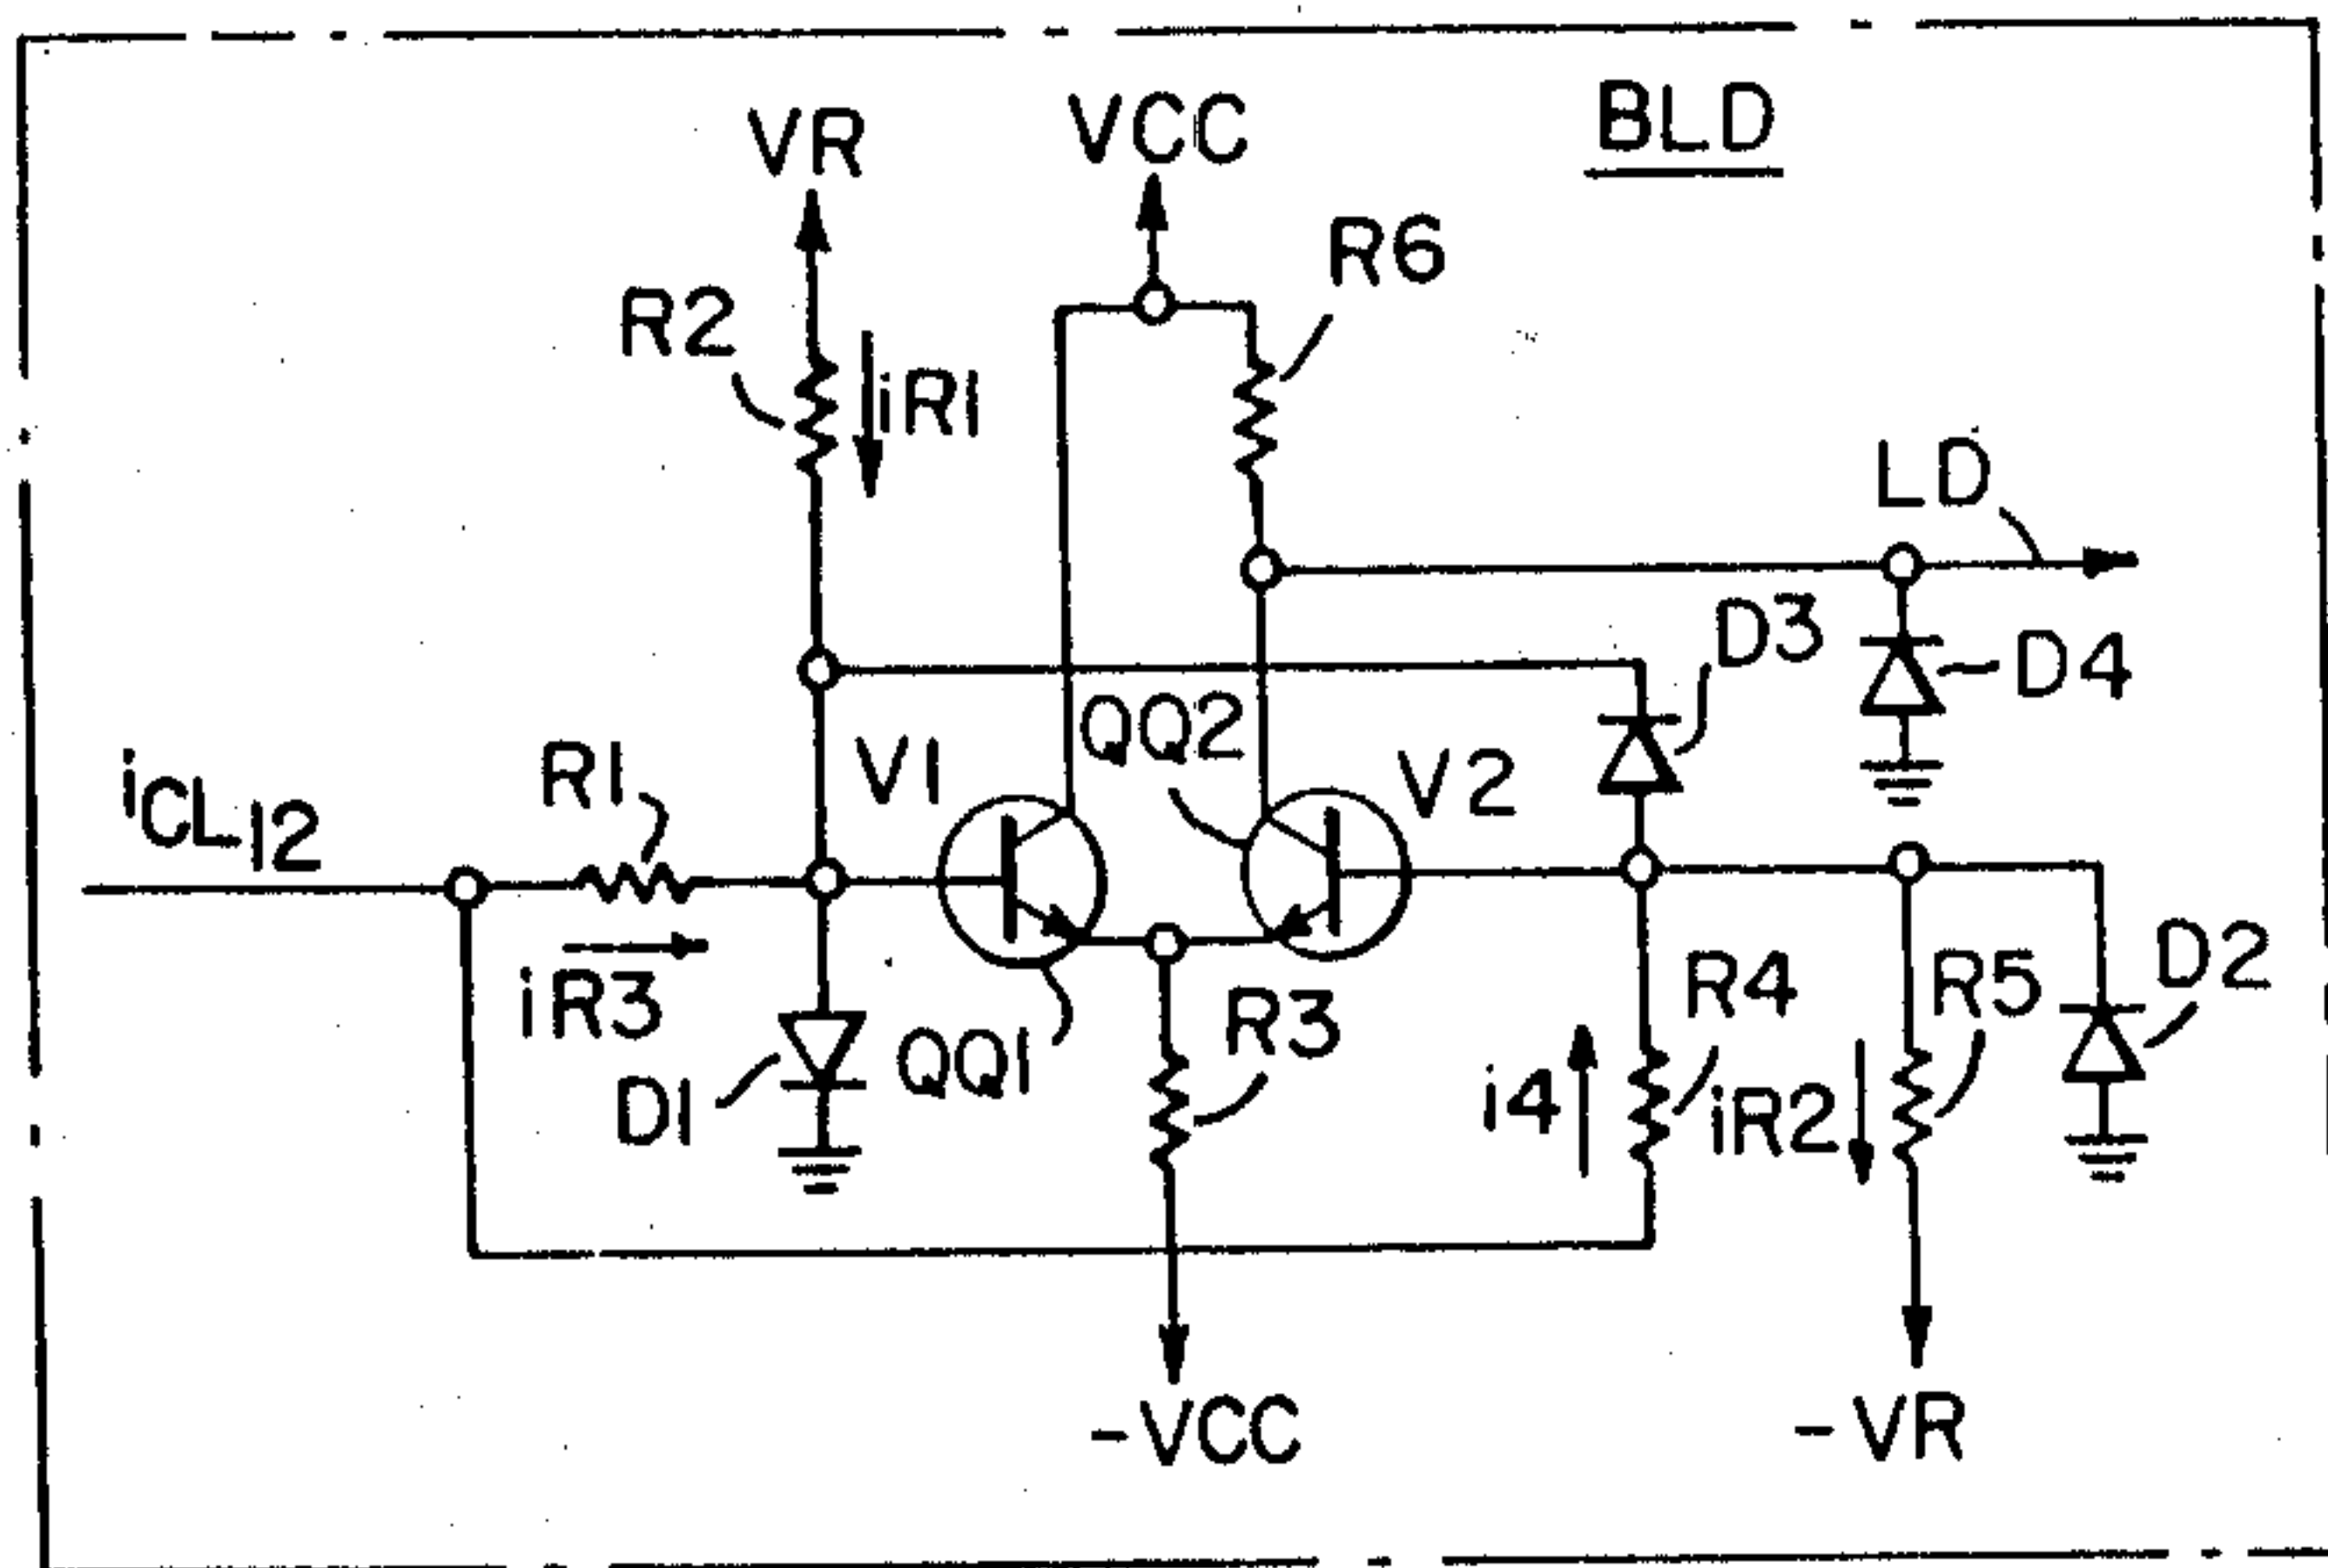 BLD
VR
VCC
R6
R2
iR1
LD
D3
D4
QQ2
V1
V2
R1
iCL12
D2
R4
R5
iR3
R3
QQ1
D1
i4
iR2
-VCC
-VR